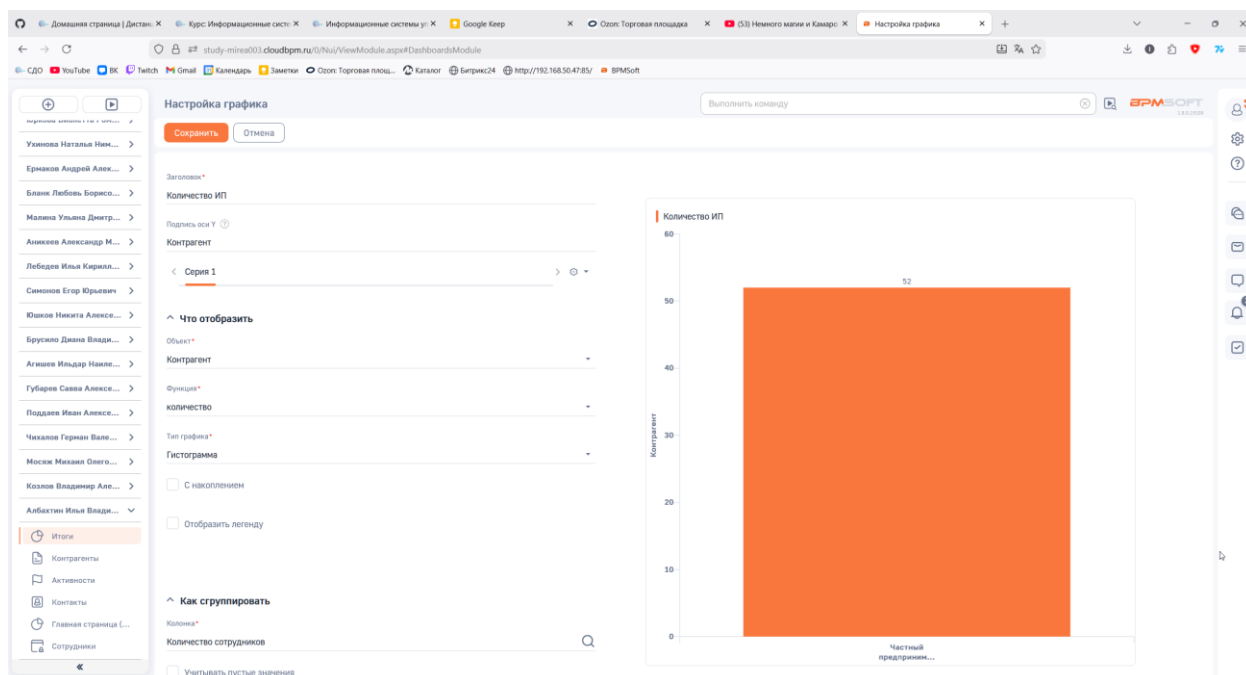 Домашняя страница | Дистан
Курс: Информационные систе
Информационные системы уп
Google Keep
Ozon: Торговая площадка
(53) Немного магии и Камаро
Настройка графика
study-mirea003.cloudbpm.ru/0/Nui/ViewModule.aspx#DashboardsModule
СДО
YouTube
ВК
Twitch
Gmail
Календарь
Заметки
Ozon: Торговая площ...
Каталог
Битрикс24
http://192.168.50.47:85/
BPMSoft
Настройка графика
Выполнить команду
BPMSOFT
Сохранить
Отмена
Ухинова Наталья Ним...
Ермаков Андрей Алек...
Бланк Любовь Борисо...
Малина Ульяна Дмитр...
Аникеев Александр М...
Лебедев Илья Кирилл...
Симонов Егор Юрьевич
Юшков Никита Алексе...
Брусило Диана Влади...
Агишев Ильдар Наиле...
Губарев Савва Алексе...
Поддаев Иван Алексе...
Чихалов Герман Вале...
Мосяж Михаил Олего...
Козлов Владимир Але...
Албахтин Илья Влади...
Итоги
Контрагенты
Активности
Контакты
Главная страница (...
Сотрудники
Заголовок*
Количество ИП
Подпись оси Y
Контрагент
Серия 1
Что отобразить
Объект*
Контрагент
Функция*
количество
Тип графика*
Гистограмма
С накоплением
Отобразить легенду
Как сгруппировать
Колонка*
Количество сотрудников
Учитывать пустые значения
Количество ИП
60
52
50
40
30
20
10
0
Контрагент
Частный
предприним...